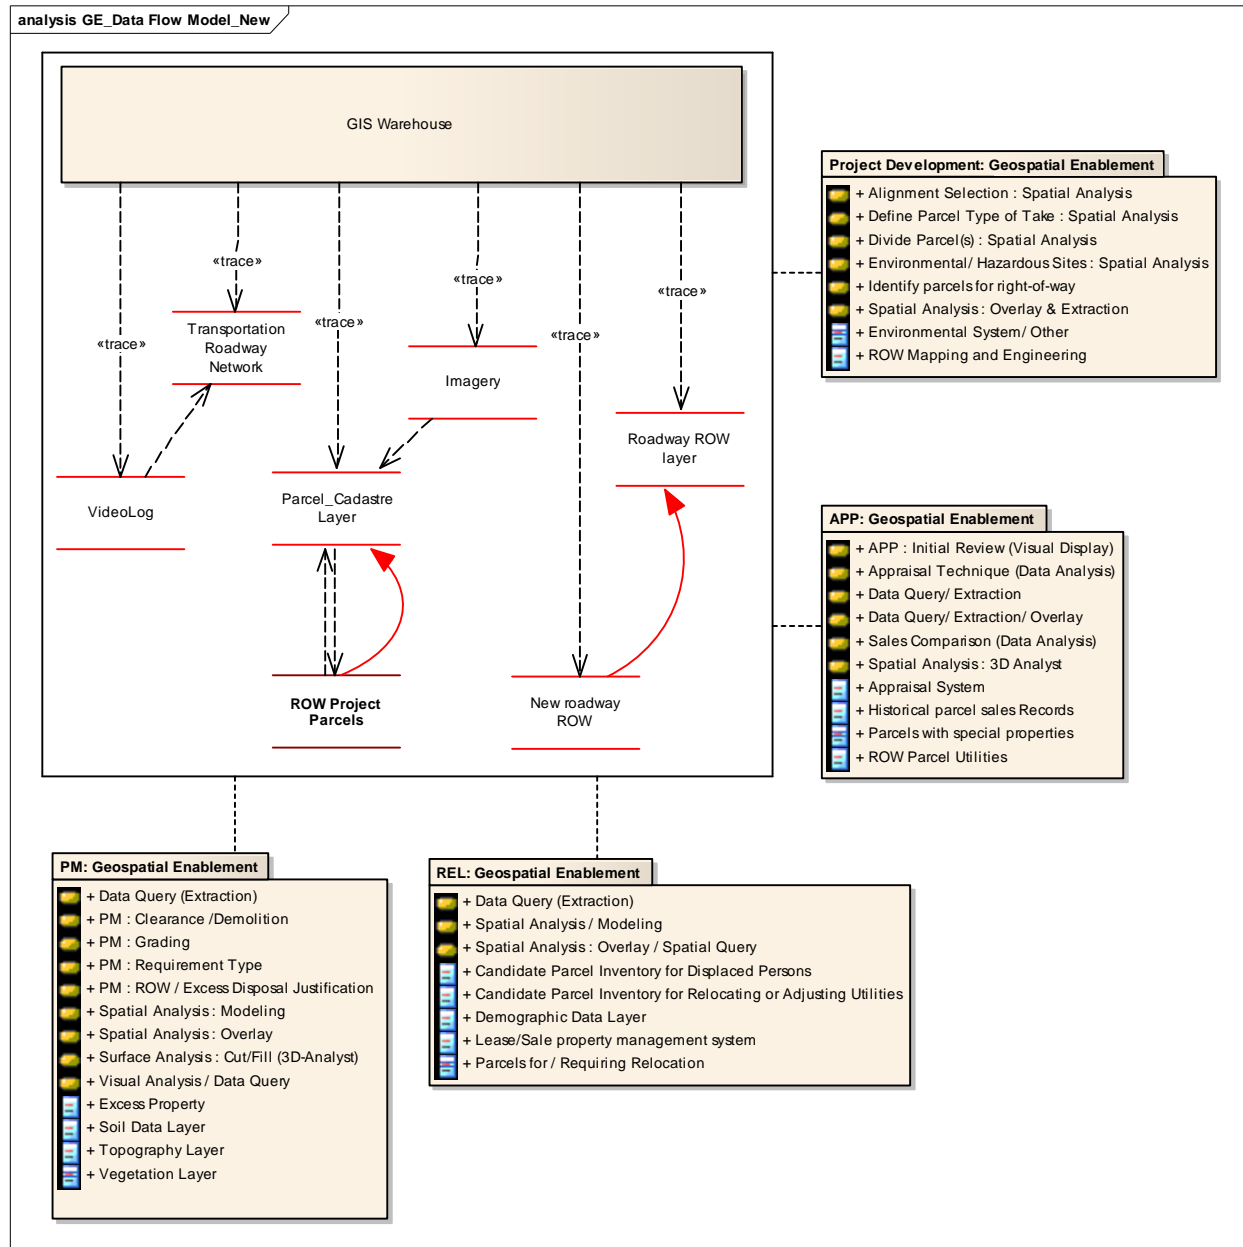 analysis GE_Data Flow Model_New
GIS Warehouse
«trace»
«trace»
«trace»
«trace»
«trace»
«trace»
Transportation
Roadway
Network
Imagery
Roadway ROW
layer
VideoLog
Parcel_Cadastre
Layer
ROW Project
Parcels
New roadway
ROW
Project Development: Geospatial Enablement
+ Alignment Selection : Spatial Analysis
+ Define Parcel Type of Take : Spatial Analysis
+ Divide Parcel(s) : Spatial Analysis
+ Environmental/ Hazardous Sites : Spatial Analysis
+ Identify parcels for right-of-way
+ Spatial Analysis : Overlay & Extraction
+ Environmental System/ Other
+ ROW Mapping and Engineering
APP: Geospatial Enablement
+ APP : Initial Review (Visual Display)
+ Appraisal Technique (Data Analysis)
+ Data Query/ Extraction
+ Data Query/ Extraction/ Overlay
+ Sales Comparison (Data Analysis)
+ Spatial Analysis : 3D Analyst
+ Appraisal System
+ Historical parcel sales Records
+ Parcels with special properties
+ ROW Parcel Utilities
PM: Geospatial Enablement
+ Data Query (Extraction)
+ PM : Clearance /Demolition
+ PM : Grading
+ PM : Requirement Type
+ PM : ROW / Excess Disposal Justification
+ Spatial Analysis : Modeling
+ Spatial Analysis : Overlay
+ Surface Analysis : Cut/Fill (3D-Analyst)
+ Visual Analysis / Data Query
+ Excess Property
+ Soil Data Layer
+ Topography Layer
+ Vegetation Layer
REL: Geospatial Enablement
+ Data Query (Extraction)
+ Spatial Analysis / Modeling
+ Spatial Analysis : Overlay / Spatial Query
+ Candidate Parcel Inventory for Displaced Persons
+ Candidate Parcel Inventory for Relocating or Adjusting Utilities
+ Demographic Data Layer
+ Lease/Sale property management system
+ Parcels for / Requiring Relocation